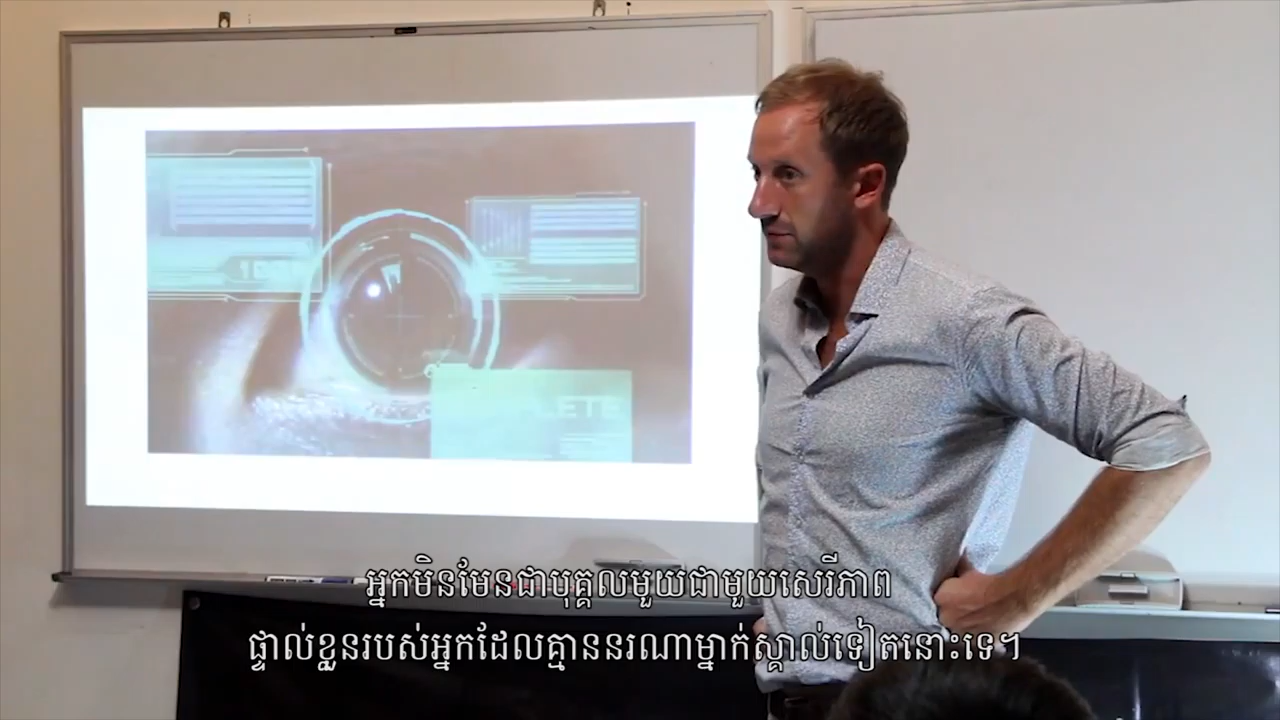 អ្នកមិនមែនជាបុគ្គលមួយជាមួយសេរីភាព
ផ្ទាល់ខ្លួនរបស់អ្នកដែលគ្មាននរណាម្នាក់ស្គាល់ទៀតនោះទេ។